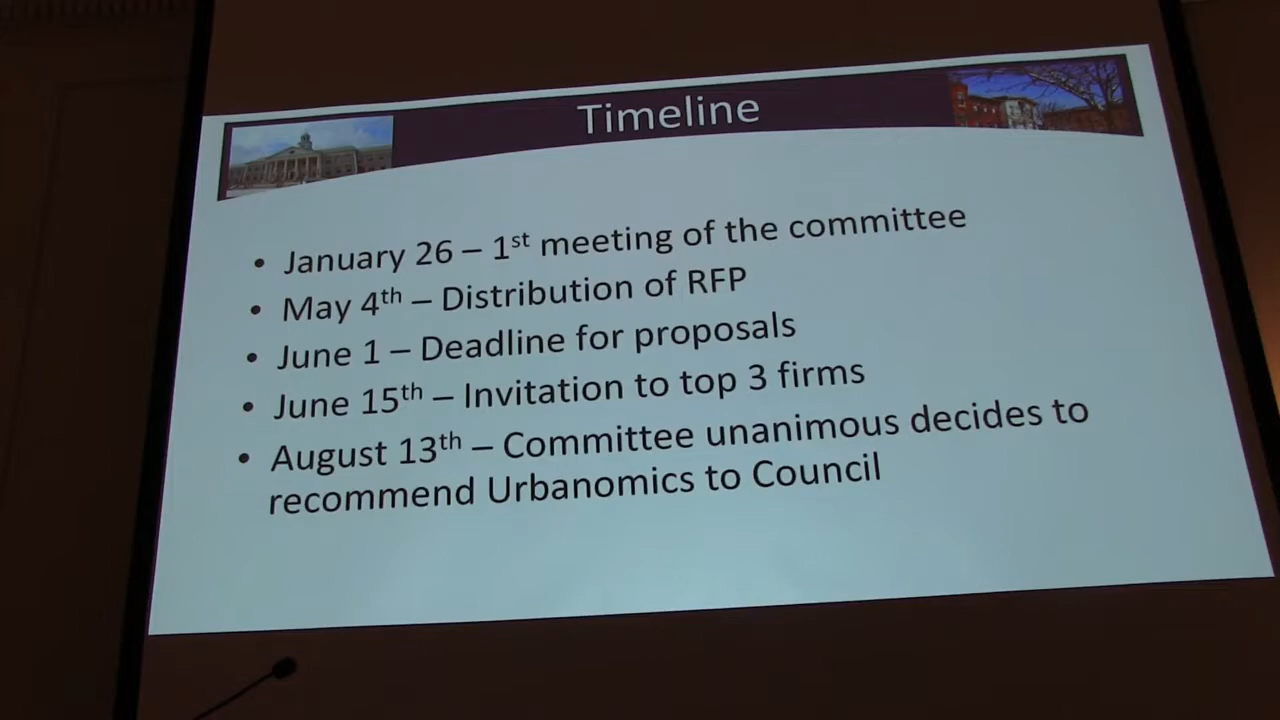 Timeline
• January 26 – 1st meeting of the committee
• May 4th – Distribution of RFP
• June 1 – Deadline for proposals
• June 15th – Invitation to top 3 firms
• August 13th – Committee unanimous decides to
recommend Urbanomics to Council